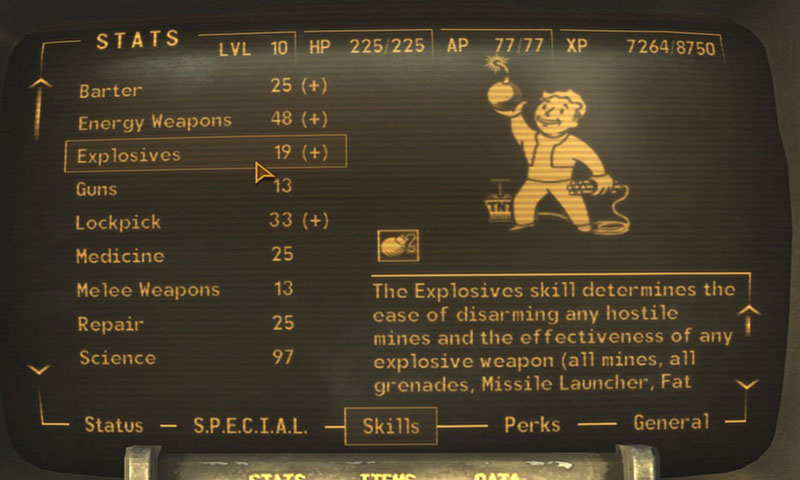 STATS LVL 10 HP 225/225 AP 77/77 XP 7264/8750
Barter 25 (+)
Energy Weapons 48 (+)
Explosives 19 (+)
Guns 13
Lockpick 33 (+)
Medicine 25
Melee Weapons 13
Repair 25
Science 97
TNT
The Explosives skill determines the
ease of disarming any hostile
mines and the effectiveness of any
explosive weapon (all mines, all
grenades, Missile Launcher, Fat
Status S.P.E.C.I.A.L. Skills Perks General
STATS ITEMS DATA